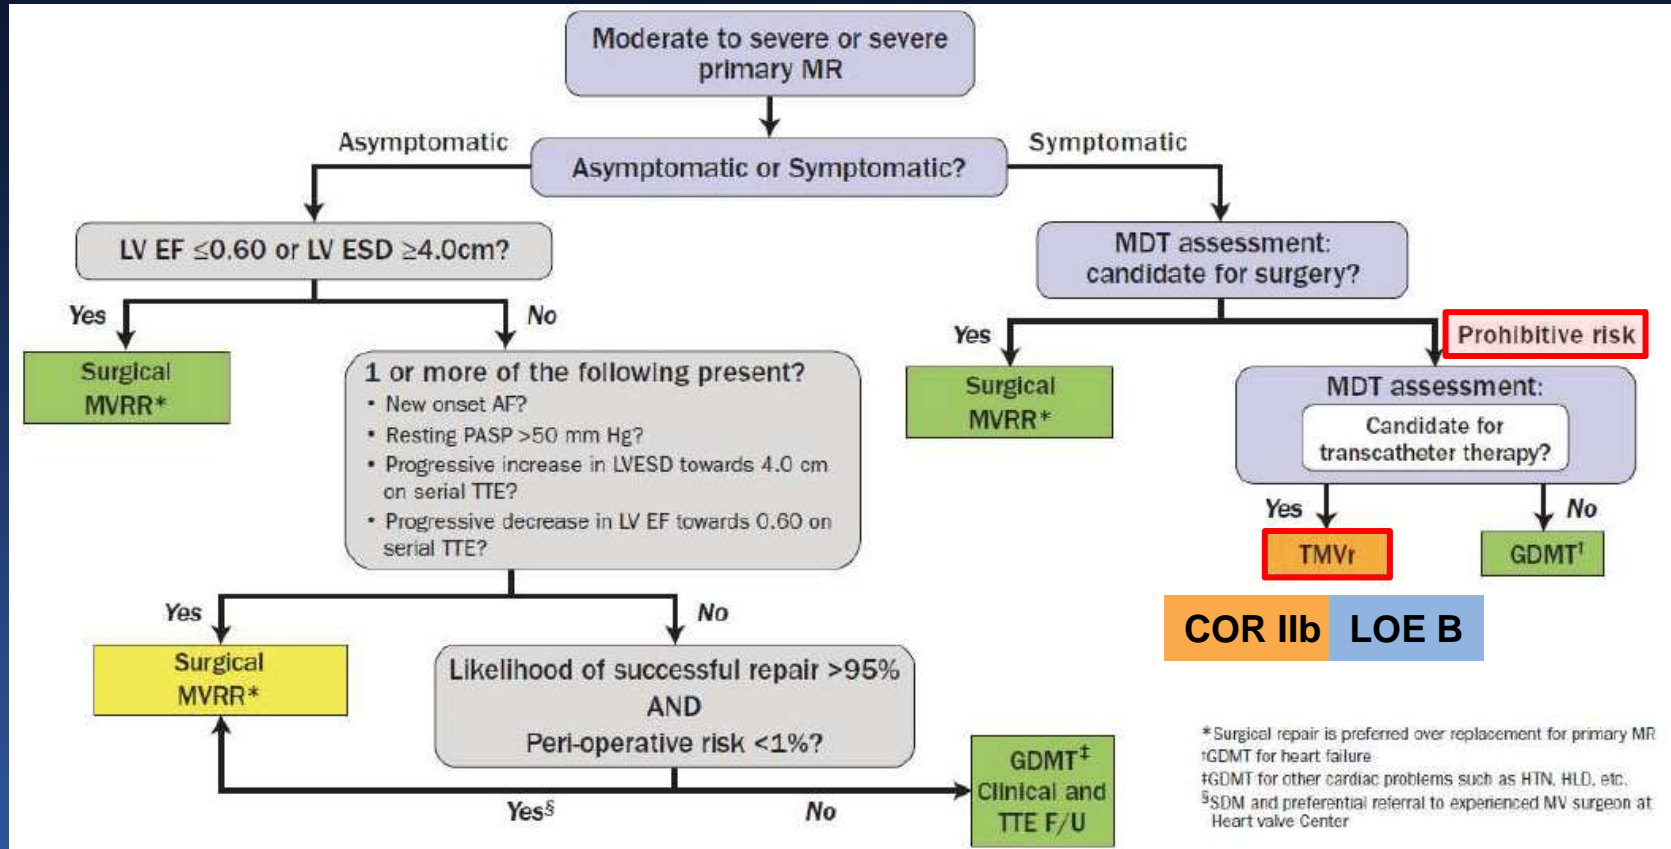 Moderate to severe or severe
primary MR
Asymptomatic
Symptomatic
Asymptomatic or Symptomatic?
LV EF ≤0.60 or LV ESD ≥4.0cm?
MDT assessment:
candidate for surgery?
Yes
No
Yes
Prohibitive risk
Surgical
MVRR*
1 or more of the following present?
• New onset AF?
• Resting PASP >50 mm Hg?
• Progressive increase in LVESD towards 4.0 cm
on serial TTE?
• Progressive decrease in LV EF towards 0.60 on
serial TTE?
Surgical
MVRR*
MDT assessment:
Candidate for
transcatheter therapy?
Yes
No
TMVr
GDMT†
COR IIb LOE B
Yes
No
Surgical
MVRR*
Likelihood of successful repair >95%
AND
Peri-operative risk <1%?
Yes§
No
GDMT‡
Clinical and
TTE F/U
*Surgical repair is preferred over replacement for primary MR
†GDMT for heart failure
‡GDMT for other cardiac problems such as HTN, HLD, etc.
§SDM and preferential referral to experienced MV surgeon at
Heart valve Center